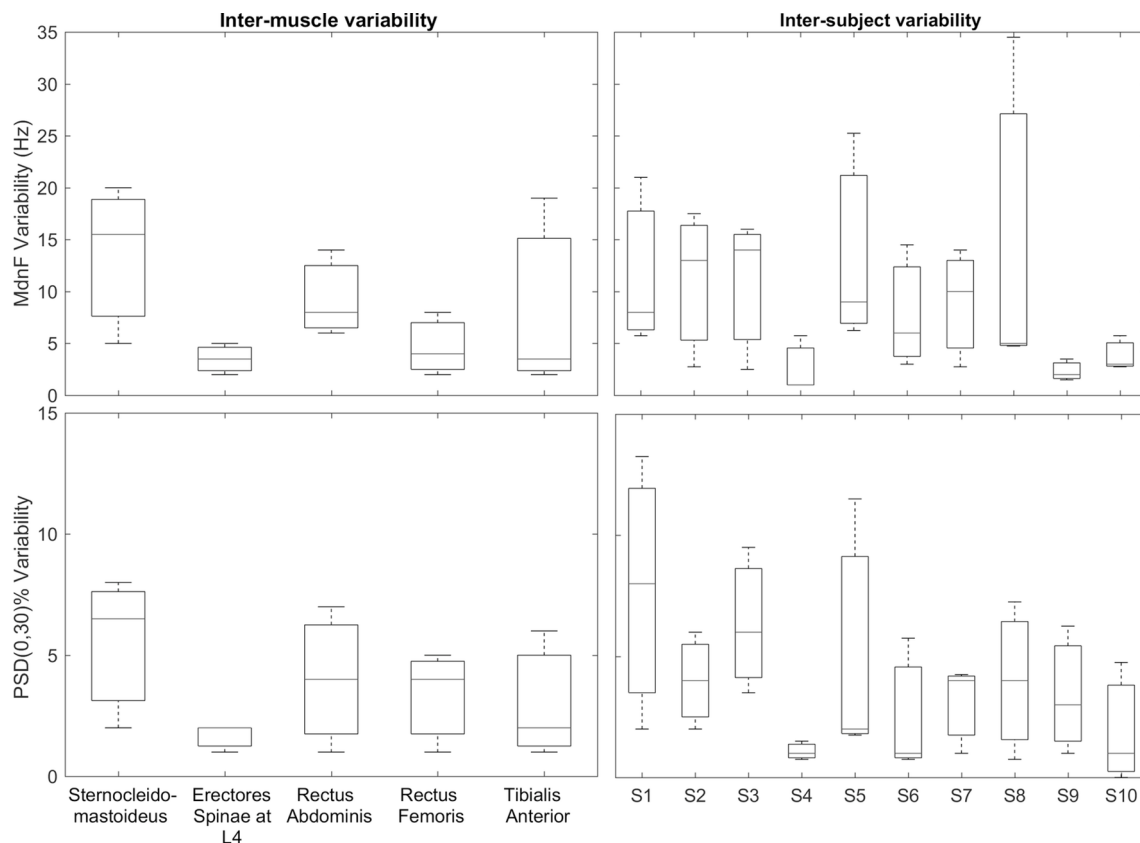 Inter-muscle variability
Inter-subject variability
MdnF Variability (Hz)
35
30
25
20
15
10
5
0
PSD(0,30)% Variability
15
10
5
0
Sternocleido-
mastoideus
Erectores
Spinae at
L4
Rectus
Abdominis
Rectus
Femoris
Tibialis
Anterior
S1 S2 S3 S4 S5 S6 S7 S8 S9 S10